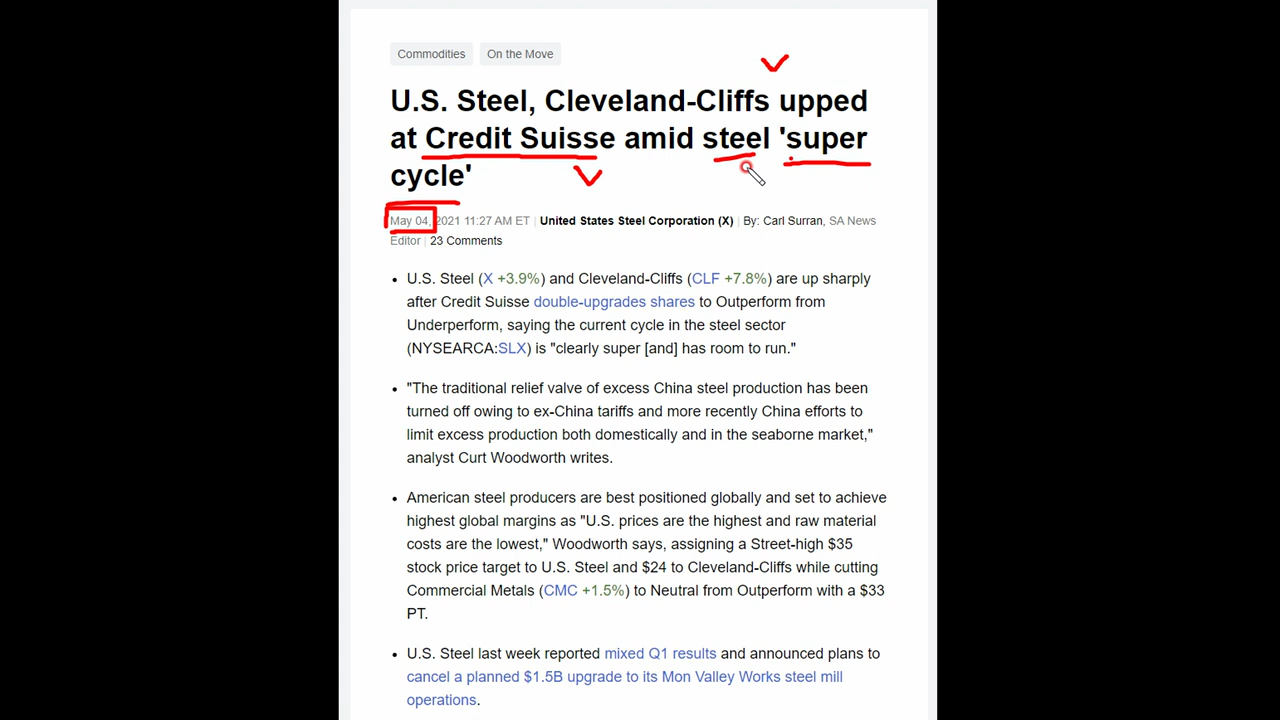 Commodities On the Move
U.S. Steel, Cleveland-Cliffs upped
at Credit Suisse amid steel 'super
cycle'
May 04, 2021 11:27 AM ET | United States Steel Corporation (X) | By: Carl Surran, SA News
Editor | 23 Comments
• U.S. Steel (X +3.9%) and Cleveland-Cliffs (CLF +7.8%) are up sharply
after Credit Suisse double-upgrades shares to Outperform from
Underperform, saying the current cycle in the steel sector
(NYSEARCA:SLX) is "clearly super [and] has room to run."
• "The traditional relief valve of excess China steel production has been
turned off owing to ex-China tariffs and more recently China efforts to
limit excess production both domestically and in the seaborne market,"
analyst Curt Woodworth writes.
• American steel producers are best positioned globally and set to achieve
highest global margins as "U.S. prices are the highest and raw material
costs are the lowest," Woodworth says, assigning a Street-high $35
stock price target to U.S. Steel and $24 to Cleveland-Cliffs while cutting
Commercial Metals (CMC +1.5%) to Neutral from Outperform with a $33
PT.
• U.S. Steel last week reported mixed Q1 results and announced plans to
cancel a planned $1.5B upgrade to its Mon Valley Works steel mill
operations.